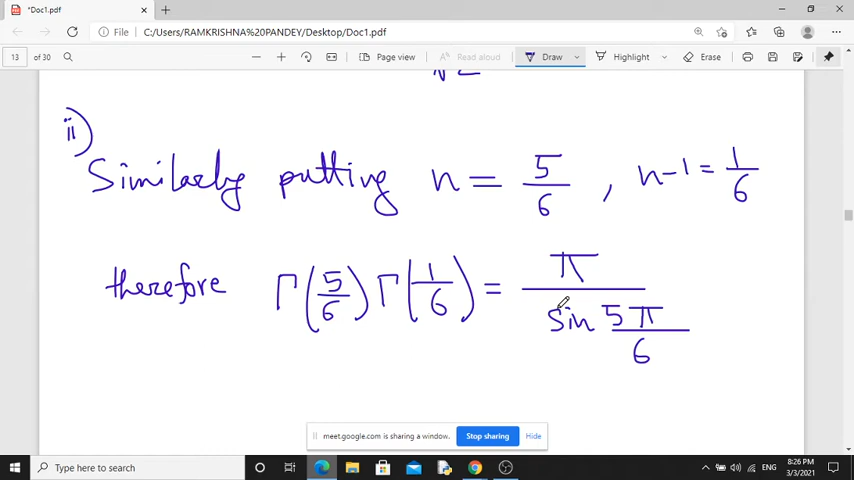 *Doc1.pdf
File C:/Users/RAMKRISHNA%20PANDEY/Desktop/Doc1.pdf
13 of 30 Page view Read aloud Draw Highlight Erase
√2
ii)
Similarly putting n = 5/6 , n-1 = 1/6
therefore Γ(5/6) Γ(1/6) = π / sin 5π/6
meet.google.com is sharing a window. Stop sharing Hide
Type here to search ENG 8:26 PM
3/3/2021